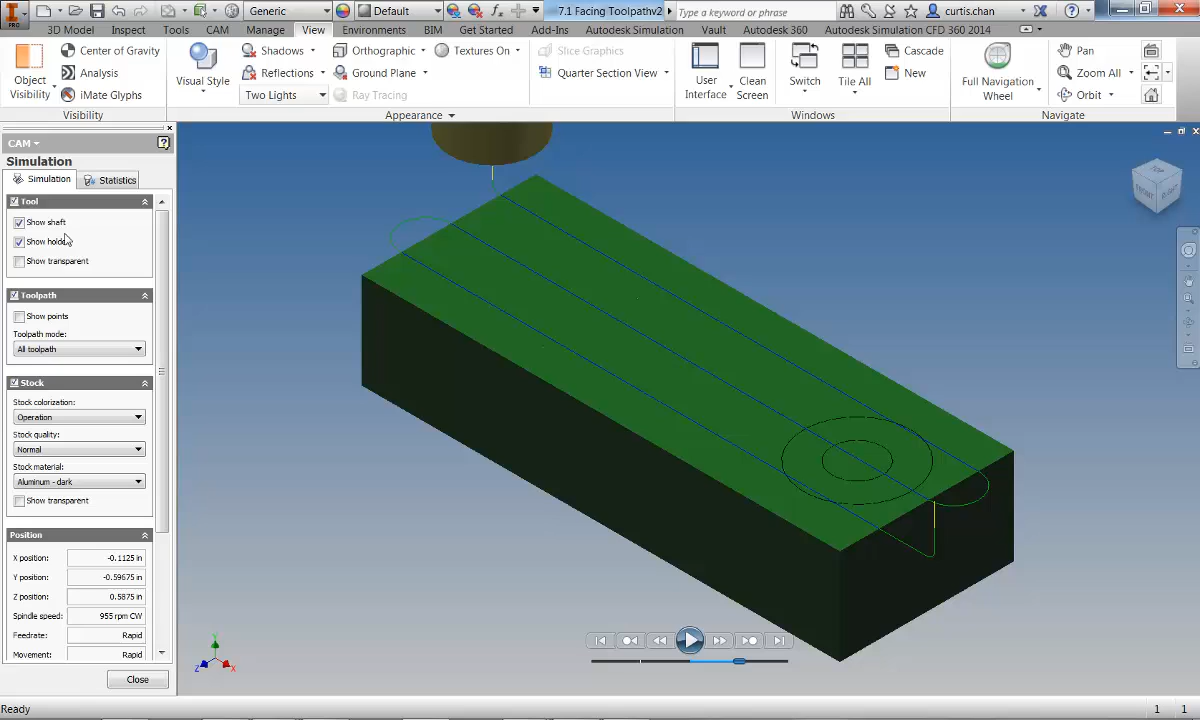 PRO
Generic
Default
7.1 Facing Toolpathv2
Type a keyword or phrase
curtis.chan
3D Model Inspect Tools CAM Manage View Environments BIM Get Started Add-Ins Autodesk Simulation Vault Autodesk 360 Autodesk Simulation CFD 360 2014
Object Visibility
Center of Gravity
Analysis
iMate Glyphs
Visibility
Visual Style
Shadows
Reflections
Two Lights
Orthographic
Ground Plane
Ray Tracing
Textures On
Appearance
Slice Graphics
Quarter Section View
User Interface
Clean Screen
Switch
Tile All
Cascade
New
Windows
Full Navigation Wheel
Pan
Zoom All
Orbit
Navigate
CAM
Simulation
Simulation Statistics
Tool
Show shaft
Show holder
Show transparent
Toolpath
Show points
Toolpath mode:
All toolpath
Stock
Stock colorization:
Operation
Stock quality:
Normal
Stock material:
Aluminum - dark
Show transparent
Position
X position: -0.1125 in
Y position: -0.59675 in
Z position: 0.5875 in
Spindle speed: 955 rpm CW
Feedrate: Rapid
Movement: Rapid
Close
TOP
FRONT
RIGHT
Y
Z
X
Ready
1 1